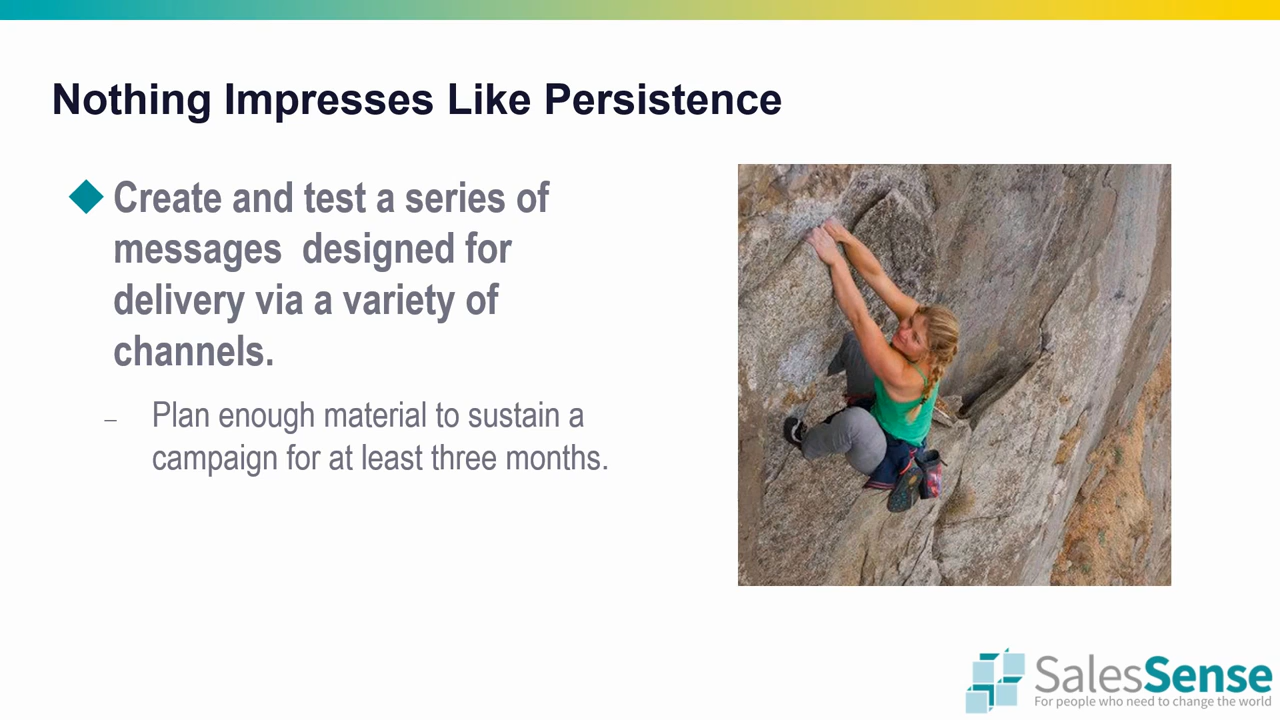 Nothing Impresses Like Persistence
Create and test a series of
messages  designed for
delivery via a variety of
channels.
– Plan enough material to sustain a
campaign for at least three months.
SalesSense
For people who need to change the world